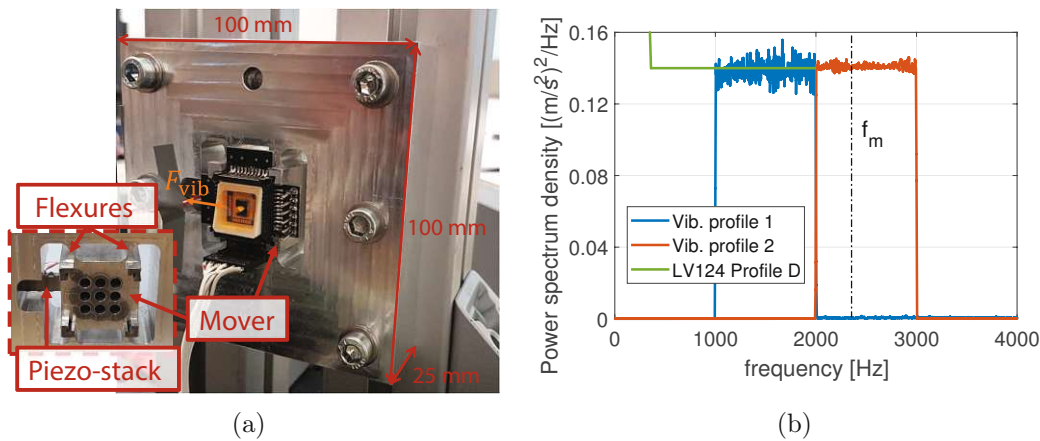 100 mm
F_vib
Flexures
100 mm
Mover
Piezo-stack
25 mm
(a)
Power spectrum density [(m/s²)²/Hz]
0.16
0.12
0.08
0.04
0
f_m
Vib. profile 1
Vib. profile 2
LV124 Profile D
0 1000 2000 3000 4000
frequency [Hz]
(b)